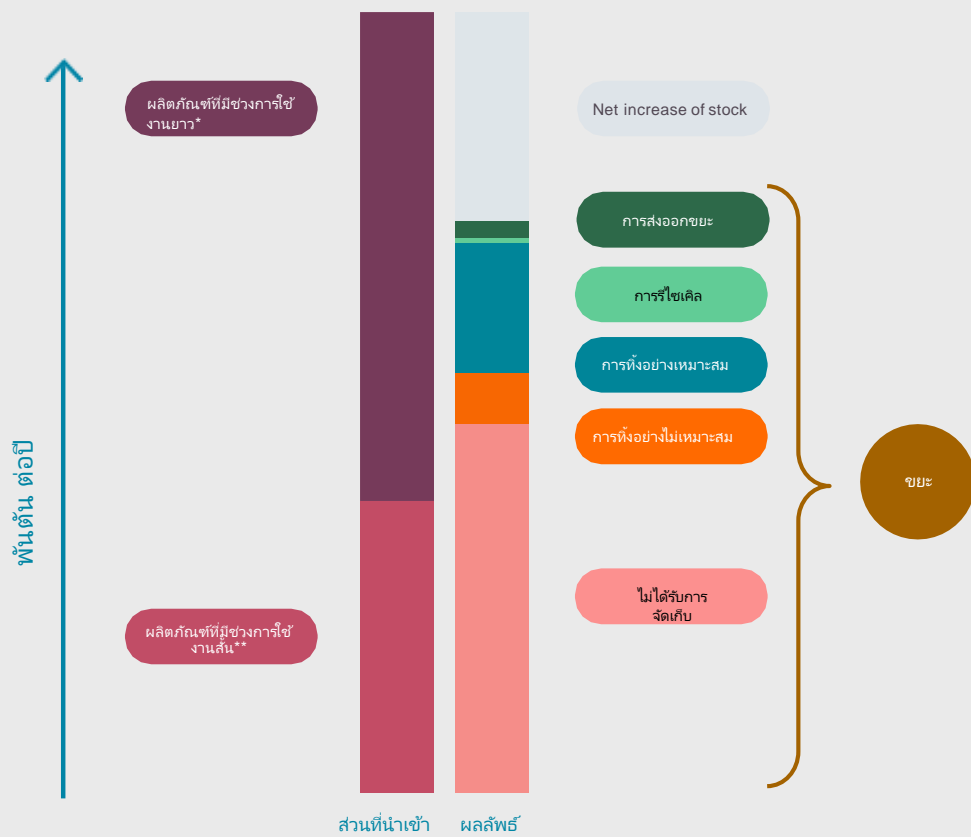 ผลิตภัณฑ์ที่มีช่วงการใช้
งานยาว*
Net increase of stock
การส่งออกขยะ
การรีไซเคิล
การทิ้งอย่างเหมาะสม
การทิ้งอย่างไม่เหมาะสม
ขยะ
พันตัน ต่อปี
ไม่ได้รับการ
จัดเก็บ
ผลิตภัณฑ์ที่มีช่วงการใช้
งานสั้น**
ส่วนที่นำเข้า
ผลลัพธ์